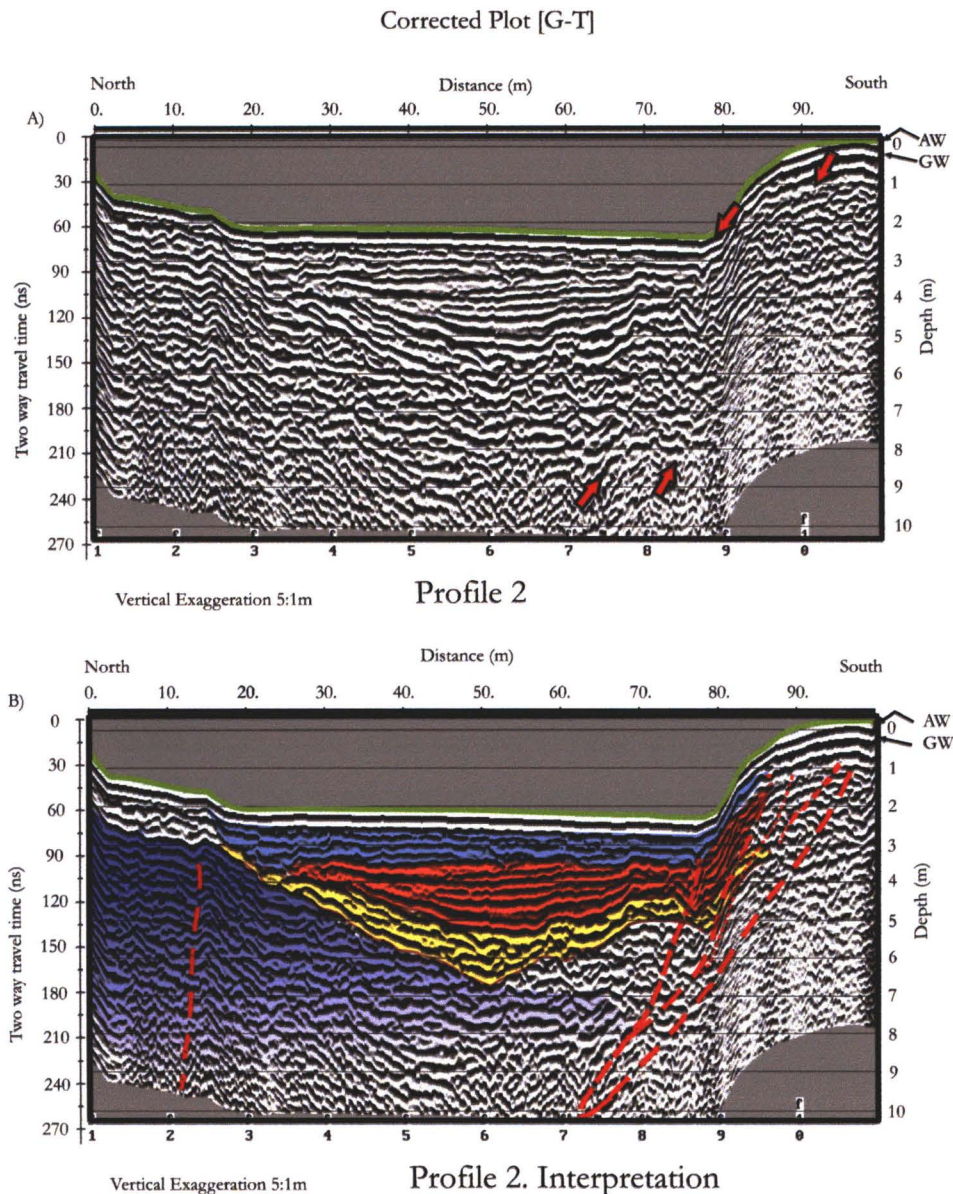 Corrected Plot [G-T]
North Distance (m) South
0. 10. 20. 30. 40. 50. 60. 70. 80. 90.
A)
AW
GW
Two way travel time (ns)
0
30
60
90
120
150
180
210
240
270
Depth (m)
0
1
2
3
4
5
6
7
8
9
10
1 2 3 4 5 6 7 8 9 0
Vertical Exaggeration 5:1m
Profile 2
North Distance (m) South
0. 10. 20. 30. 40. 50. 60. 70. 80. 90.
B)
AW
GW
Two way travel time (ns)
0
30
60
90
120
150
180
210
240
270
Depth (m)
0
1
2
3
4
5
6
7
8
9
10
1 2 3 4 5 6 7 8 9 0
Vertical Exaggeration 5:1m
Profile 2. Interpretation